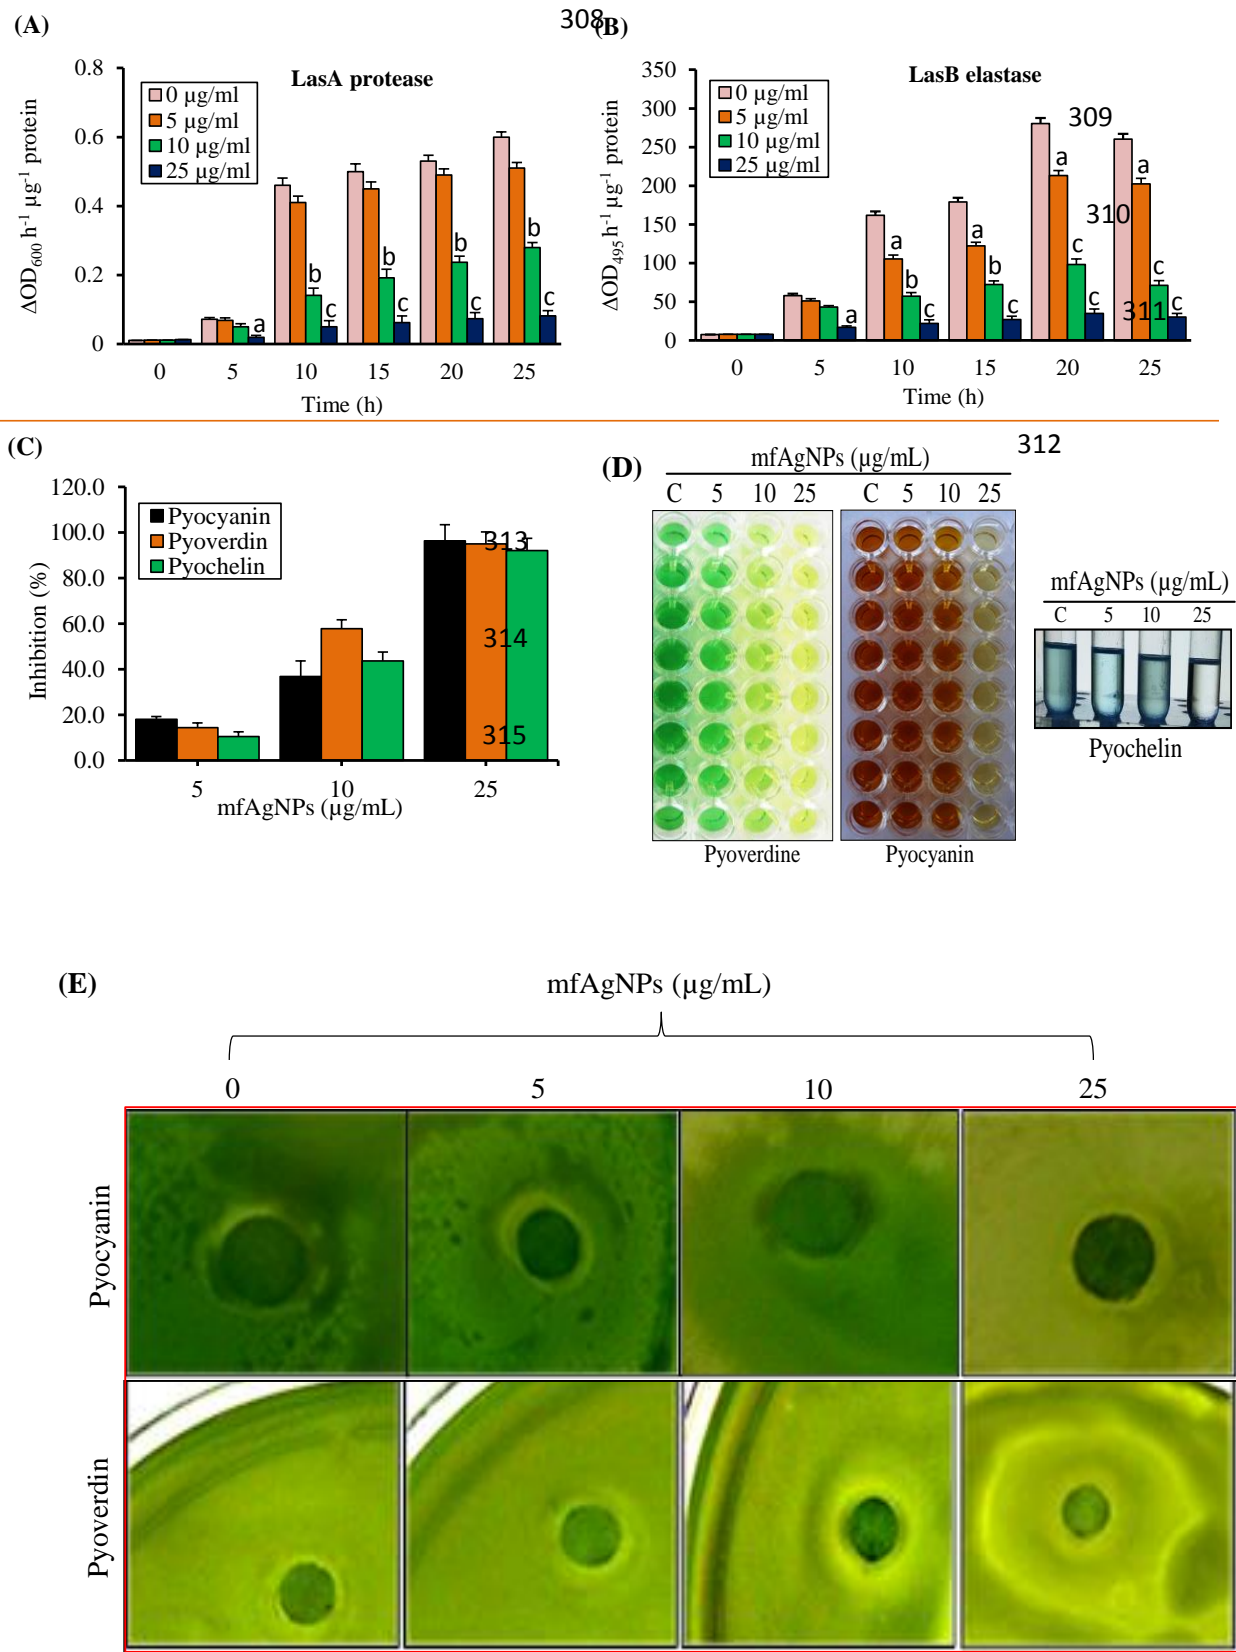 308
(A)
LasA protease
0.8
0.6
0.4
0.2
0
ΔOD600 h-1 µg-1 protein
0 µg/ml
5 µg/ml
10 µg/ml
25 µg/ml
a
b
c
b
c
b
c
b
c
0 5 10 15 20 25
Time (h)
(B)
LasB elastase
350
300
250
200
150
100
50
0
ΔOD495 h-1 µg-1 protein
0 µg/ml
5 µg/ml
10 µg/ml
25 µg/ml
309
310
311
a
a
b
c
a
b
c
a
c
c
a
c
c
0 5 10 15 20 25
Time (h)
312
(C)
120.0
100.0
80.0
60.0
40.0
20.0
0.0
Inhibition (%)
Pyocyanin
Pyoverdin
Pyochelin
313
314
315
5 10 25
mfAgNPs (µg/mL)
(D)
mfAgNPs (µg/mL)
C 5 10 25 C 5 10 25
Pyoverdine Pyocyanin
mfAgNPs (µg/mL)
C 5 10 25
Pyochelin
(E)
mfAgNPs (µg/mL)
0 5 10 25
Pyocyanin
Pyoverdin